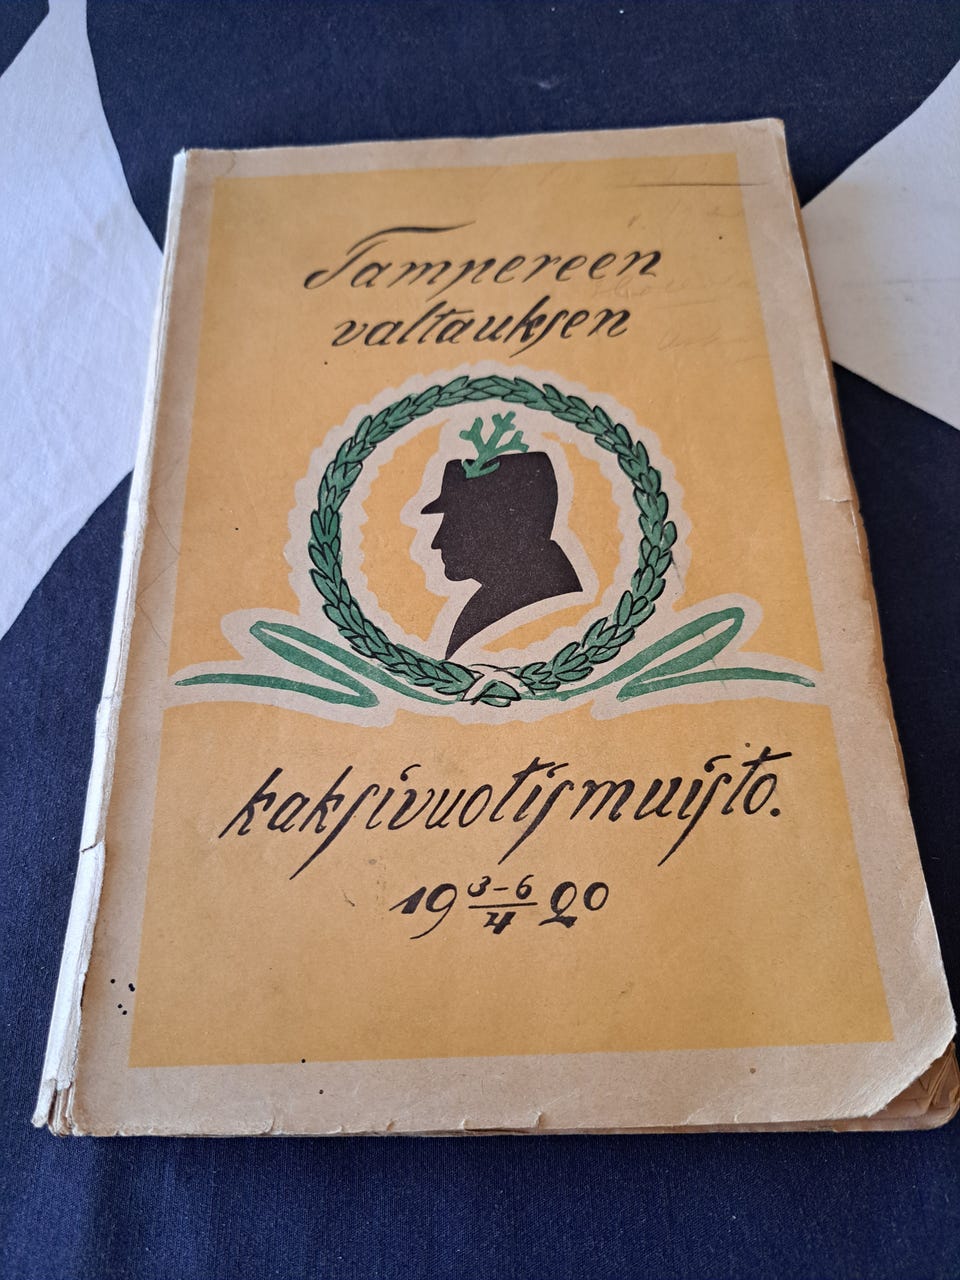 Tampereen
valtauksen
kaksivuotismuisto.
19 3-6/4 20